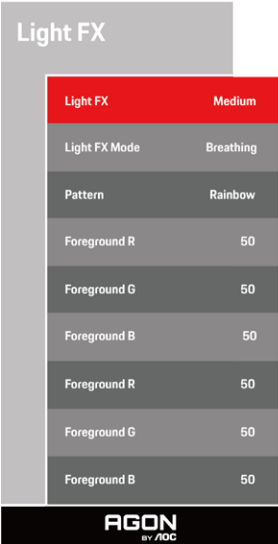 Light FX
Light FX Medium
Light FX Mode Breathing
Pattern Rainbow
Foreground R 50
Foreground G 50
Foreground B 50
Foreground R 50
Foreground G 50
Foreground B 50
AGON
BY AOC